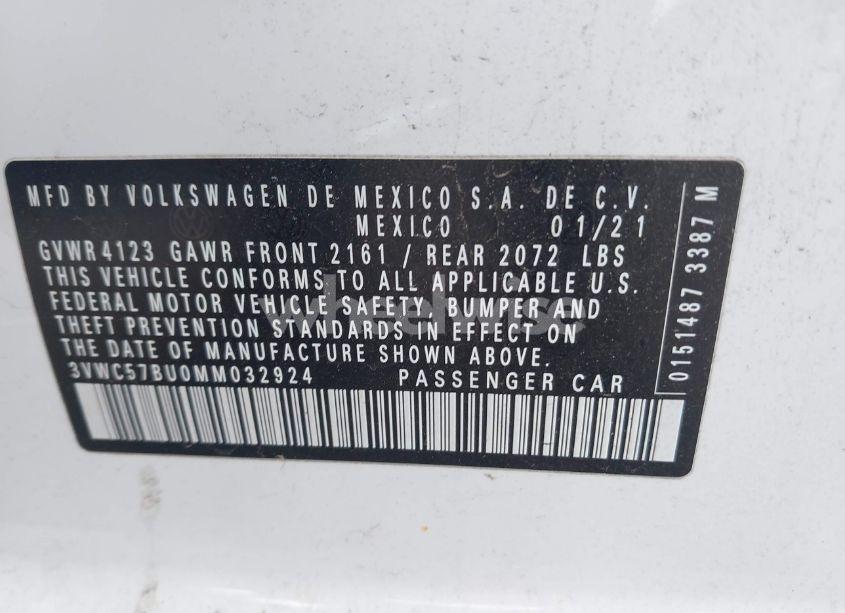 MFD BY VOLKSWAGEN DE MEXICO S.A. DE C.V.
MEXICO 01/21
GVWR 4123 GAWR FRONT 2161 / REAR 2072 LBS
THIS VEHICLE CONFORMS TO ALL APPLICABLE U.S.
FEDERAL MOTOR VEHICLE SAFETY, BUMPER AND
THEFT PREVENTION STANDARDS IN EFFECT ON
THE DATE OF MANUFACTURE SHOWN ABOVE.
3VWC57BU0MM032924 PASSENGER CAR
0151487 3387 M